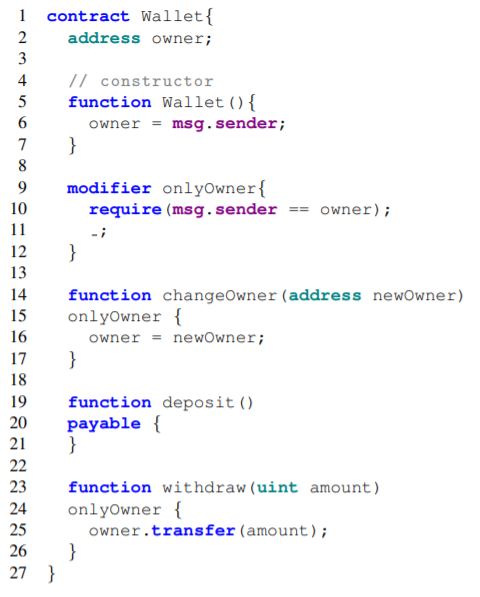 1 contract Wallet{
2 address owner;
3
4 // constructor
5 function Wallet(){
6 owner = msg.sender;
7 }
8
9 modifier onlyOwner{
10 require(msg.sender == owner);
11 _;
12 }
13
14 function changeOwner(address newOwner)
15 onlyOwner {
16 owner = newOwner;
17 }
18
19 function deposit()
20 payable {
21 }
22
23 function withdraw(uint amount)
24 onlyOwner {
25 owner.transfer(amount);
26 }
27 }